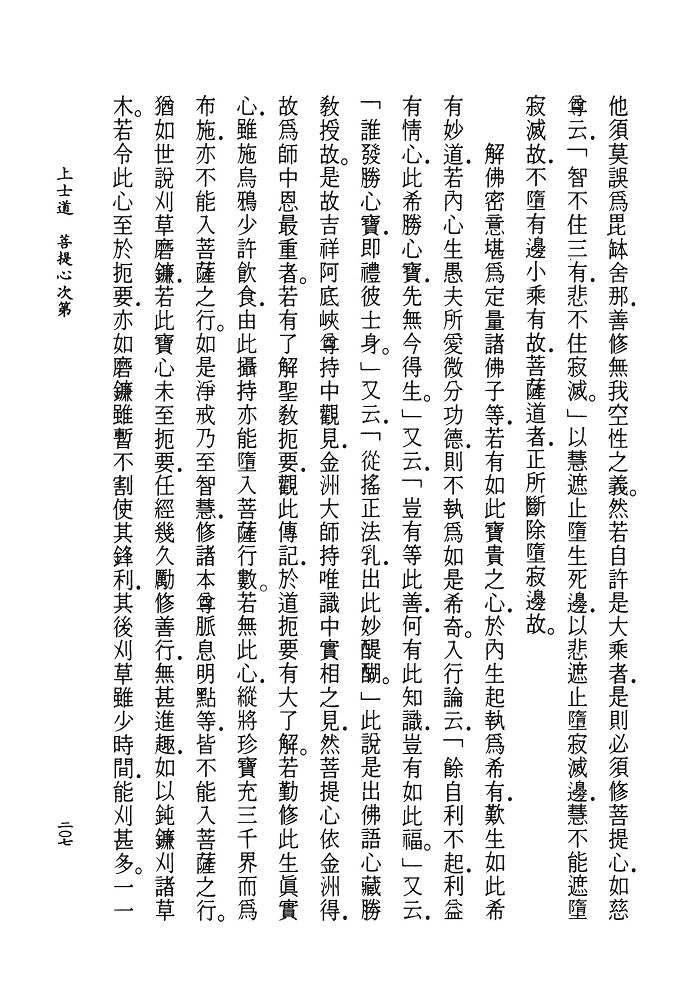 他須莫誤為毘缽舍那，善修無我空性之義。然若自許是大乘者，是則必須修菩提心，如慈
尊云，「智不住三有，悲不住寂滅。」以慧遮止墮生死邊，以悲遮止墮寂滅邊，慧不能遮墮
寂滅故，不墮有邊小乘有故，菩薩道者，正所斷除墮寂邊故。
解佛密意堪為定量諸佛子等，若有如此寶貴之心，於內生起執為希有，歎生如此希
有妙道，若內心生愚夫所愛微分功德，則不執為如是希奇。入行論云，「餘自利不起，利益
有情心，此希勝心寶，先無今得生。」又云，「豈有等此善，何有此知識，豈有如此福。」又云，
「誰發勝心寶，即禮彼士身。」又云，「從搖正法乳，出此妙醍醐。」此說是出佛語心藏勝
教授故。是故吉祥阿底峽尊持中觀見，金洲大師持唯識中實相之見，然菩提心依金洲得，
故為師中恩最重者。若有了解聖教扼要，觀此傳記，於道扼要有大了解。若勤修此生真實
心，雖施烏鴉少許飲食，由此攝持亦能墮入菩薩行數。若無此心，縱將珍寶充三千界而為
布施，亦不能入菩薩之行。如是淨戒乃至智慧，修諸本尊脈息明點等，皆不能入菩薩之行。
猶如世說刈草磨鐮，若此寶心未至扼要，任經幾久勵修善行，無甚進趣，如以鈍鐮刈諸草
木。若令此心至於扼要，亦如磨鐮雖暫不割使其鋒利，其後刈草雖少時間，能刈甚多。一一
上士道　菩提心次第
二〇七